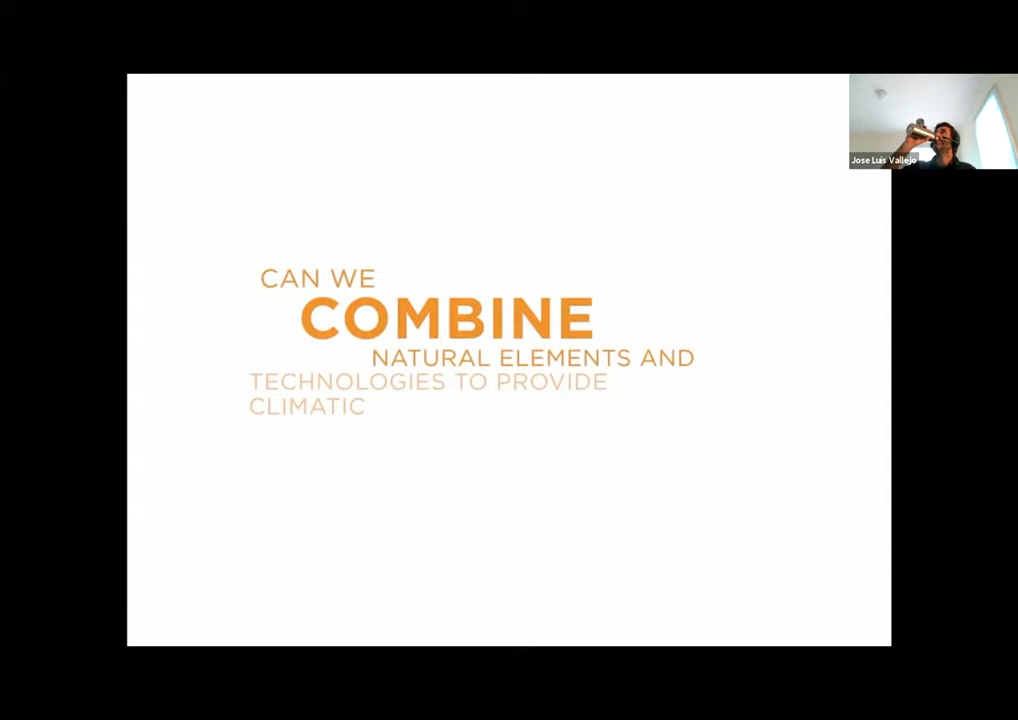 CAN WE
COMBINE
NATURAL ELEMENTS AND
TECHNOLOGIES TO PROVIDE
CLIMATIC
Jose Luis Vallejo